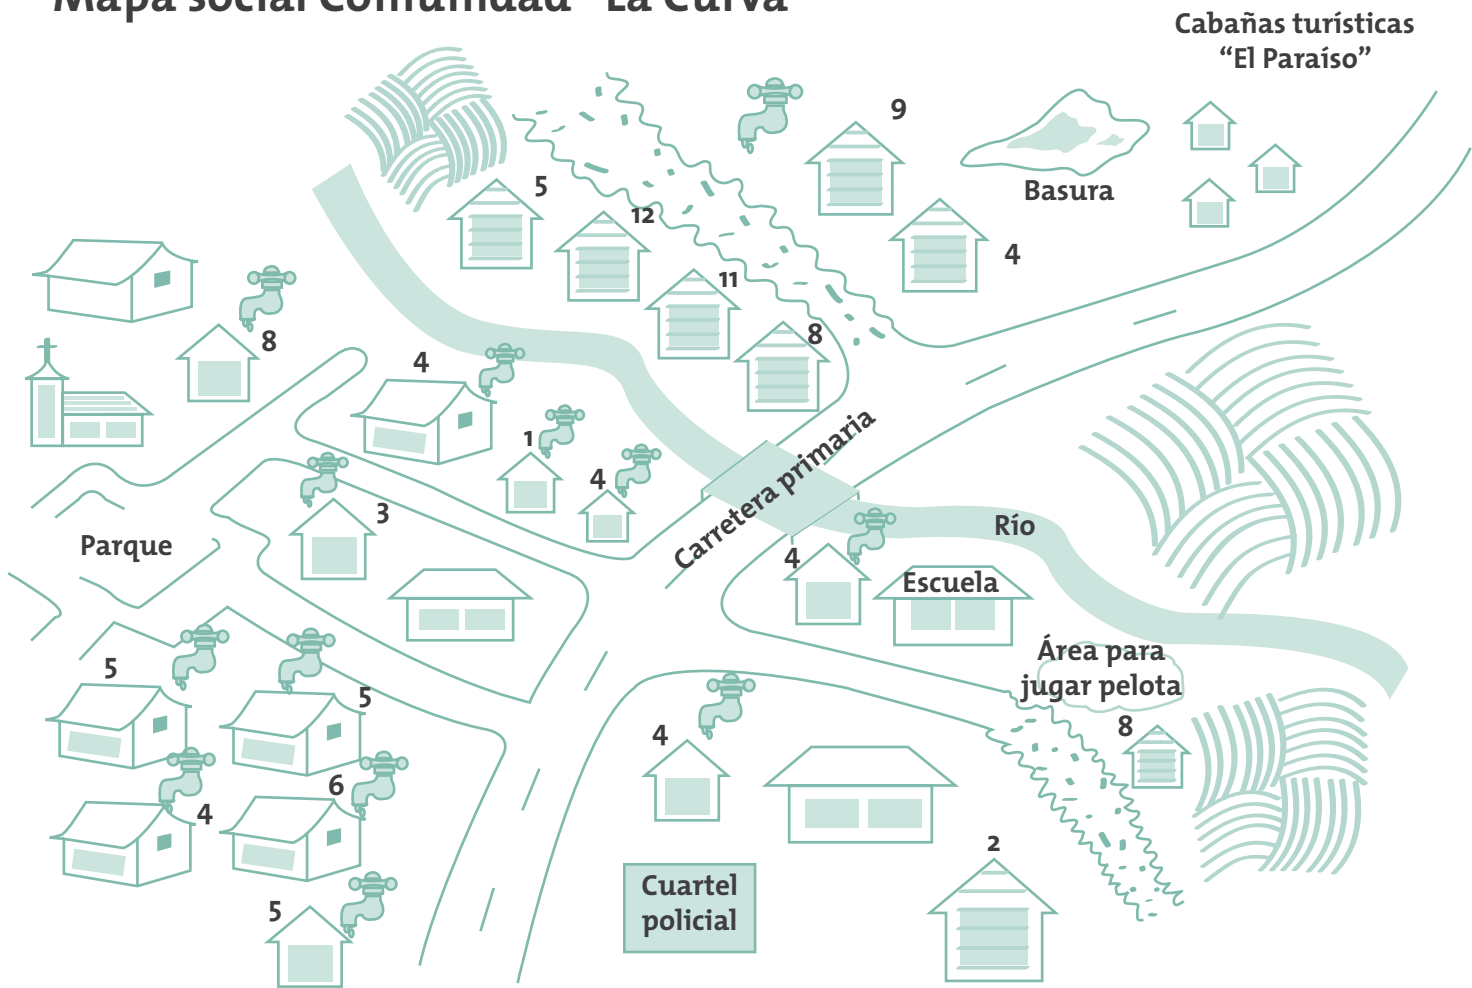 Mapa social Comunidad "La Curva"
Cabañas turísticas
“El Paraíso”
9
5
12
Basura
4
11
8
8
4
1
4
3
Carretera primaria
Río
Parque
4
Escuela
Área para
jugar pelota
5
5
4
8
6
4
2
Cuartel
policial
5